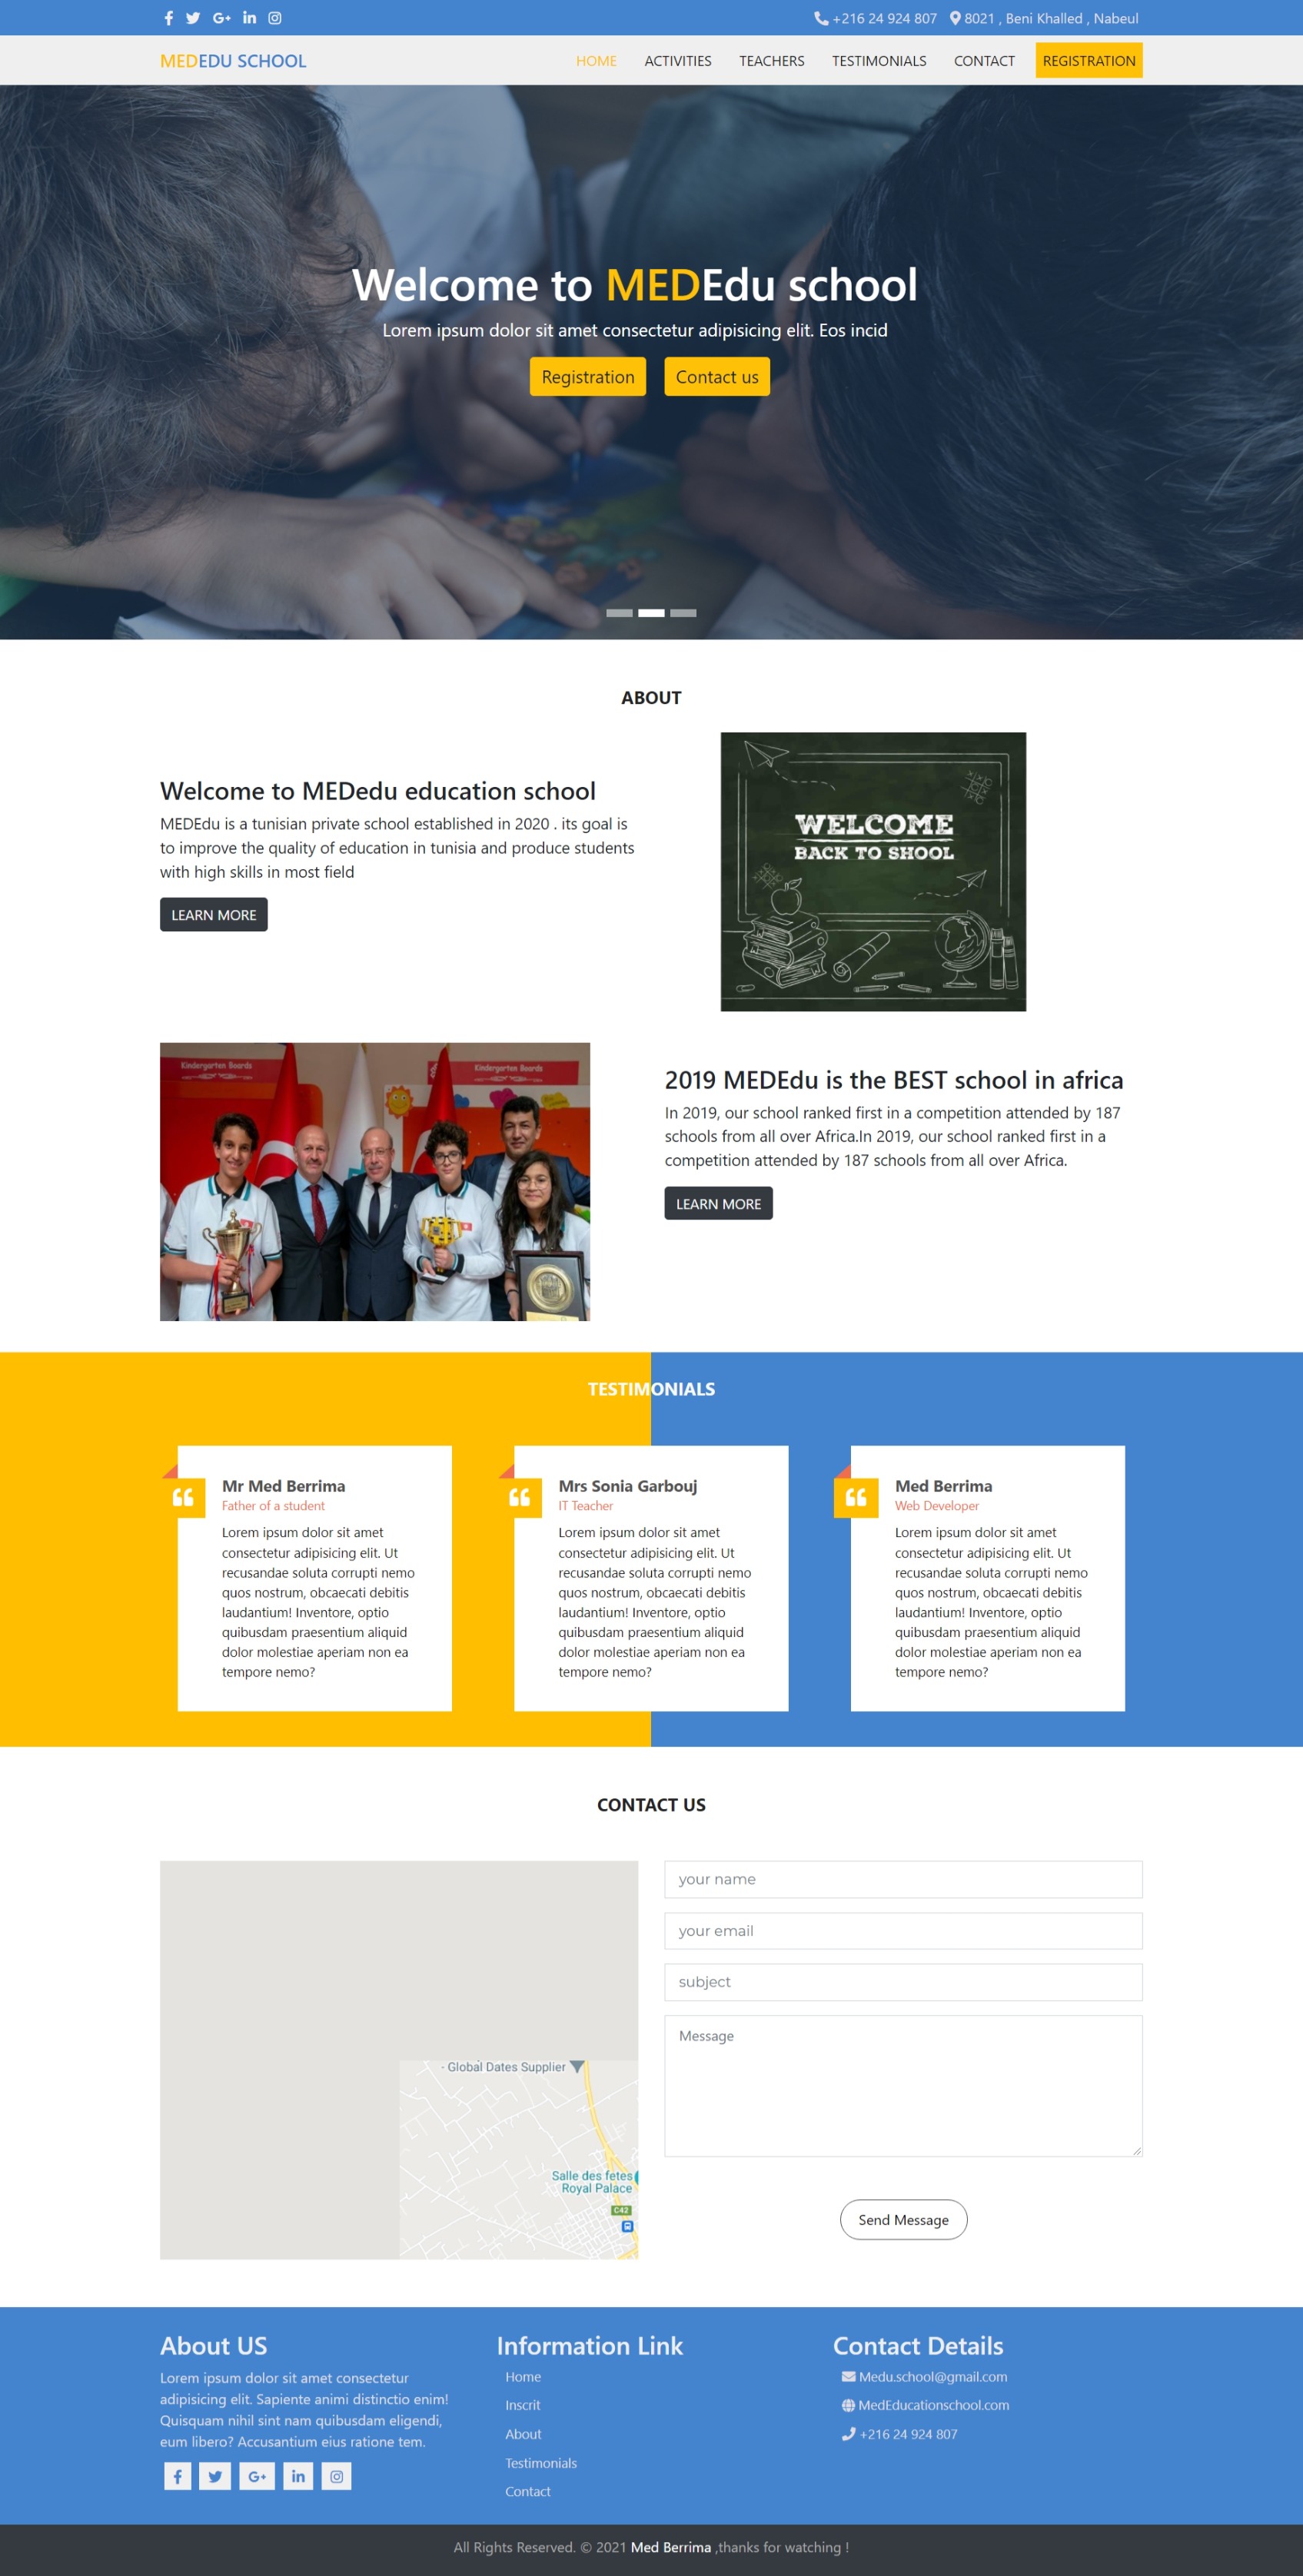 +216 24 924 807 8021 , Beni Khalled , Nabeul
MEDEDU SCHOOL HOME ACTIVITIES TEACHERS TESTIMONIALS CONTACT REGISTRATION
Welcome to MEDEdu school
Lorem ipsum dolor sit amet consectetur adipisicing elit. Eos incid
Registration Contact us
ABOUT
Welcome to MEDedu education school
MEDEdu is a tunisian private school established in 2020 . its goal is
to improve the quality of education in tunisia and produce students
with high skills in most field
LEARN MORE
WELCOME
BACK TO SHOOL
Kindergarten Boards
Kindergarten Boards
2019 MEDEdu is the BEST school in africa
In 2019, our school ranked first in a competition attended by 187
schools from all over Africa.In 2019, our school ranked first in a
competition attended by 187 schools from all over Africa.
LEARN MORE
TESTIMONIALS
Mr Med Berrima
Father of a student
Lorem ipsum dolor sit amet
consectetur adipisicing elit. Ut
recusandae soluta corrupti nemo
quos nostrum, obcaecati debitis
laudantium! Inventore, optio
quibusdam praesentium aliquid
dolor molestiae aperiam non ea
tempore nemo?
Mrs Sonia Garbouj
IT Teacher
Lorem ipsum dolor sit amet
consectetur adipisicing elit. Ut
recusandae soluta corrupti nemo
quos nostrum, obcaecati debitis
laudantium! Inventore, optio
quibusdam praesentium aliquid
dolor molestiae aperiam non ea
tempore nemo?
Med Berrima
Web Developer
Lorem ipsum dolor sit amet
consectetur adipisicing elit. Ut
recusandae soluta corrupti nemo
quos nostrum, obcaecati debitis
laudantium! Inventore, optio
quibusdam praesentium aliquid
dolor molestiae aperiam non ea
tempore nemo?
CONTACT US
- Global Dates Supplier
Salle des fetes
Royal Palace
C42
your name
your email
subject
Message
Send Message
About US
Lorem ipsum dolor sit amet consectetur
adipisicing elit. Sapiente animi distinctio enim!
Quisquam nihil sint nam quibusdam eligendi,
eum libero? Accusantium eius ratione tem.
Information Link
Home
Inscrit
About
Testimonials
Contact
Contact Details
Medu.school@gmail.com
MedEducationschool.com
+216 24 924 807
All Rights Reserved. © 2021 Med Berrima ,thanks for watching !